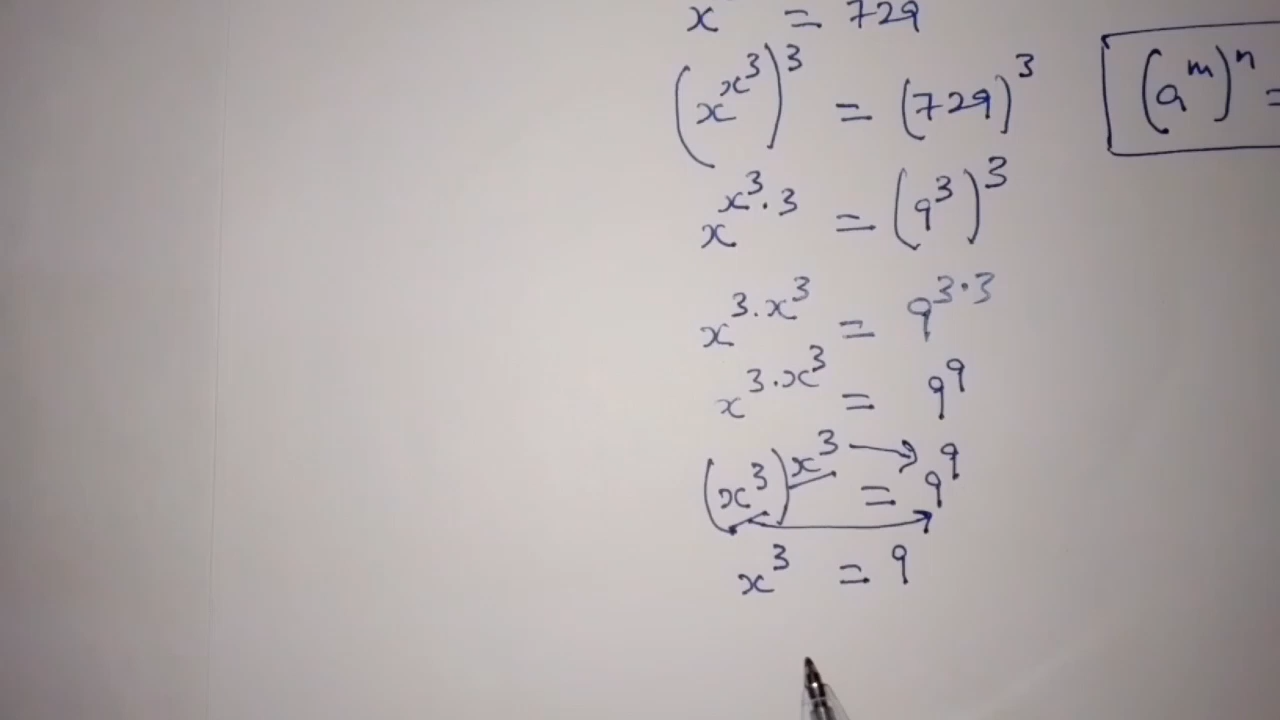 x = 729
(x^x^3)^3 = (729)^3
(a^m)^n =
x^x^3·3 = (9^3)^3
x^3·x^3 = 9^3·3
x^3·x^3 = 9^9
(x^3)^x^3 → = 9^9
x^3 = 9